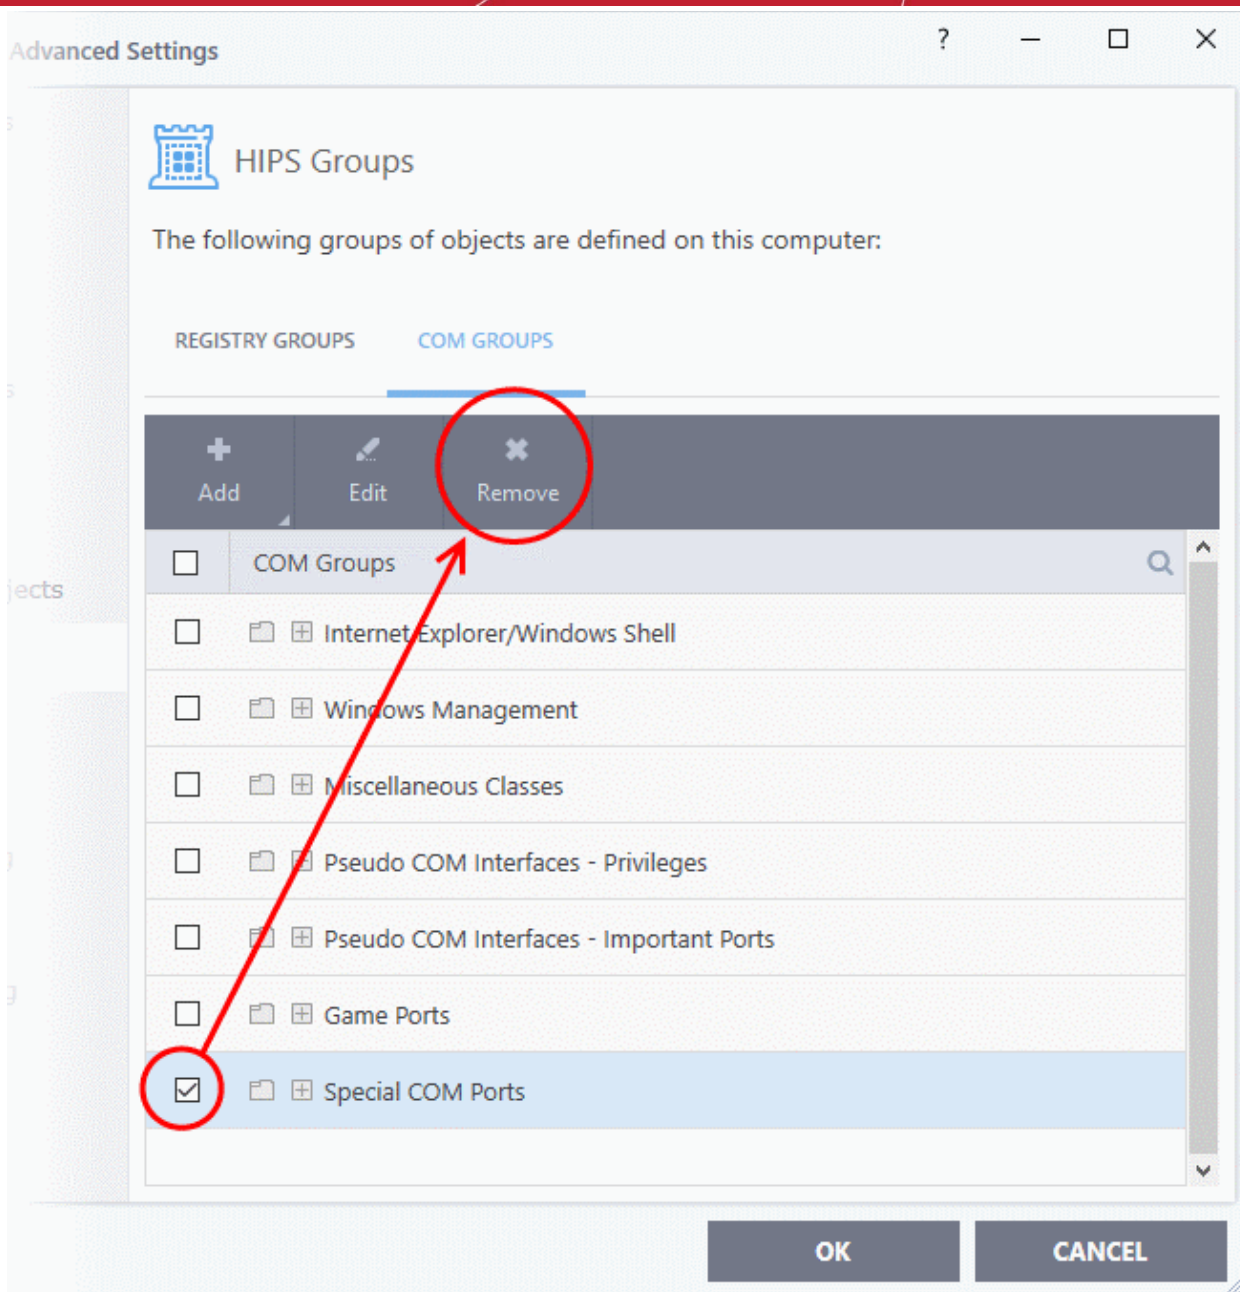 Advanced Settings
?
HIPS Groups
The following groups of objects are defined on this computer:
REGISTRY GROUPS COM GROUPS
Add Edit Remove
COM Groups
jects
Internet Explorer/Windows Shell
Windows Management
Miscellaneous Classes
Pseudo COM Interfaces - Privileges
Pseudo COM Interfaces - Important Ports
Game Ports
Special COM Ports
OK CANCEL